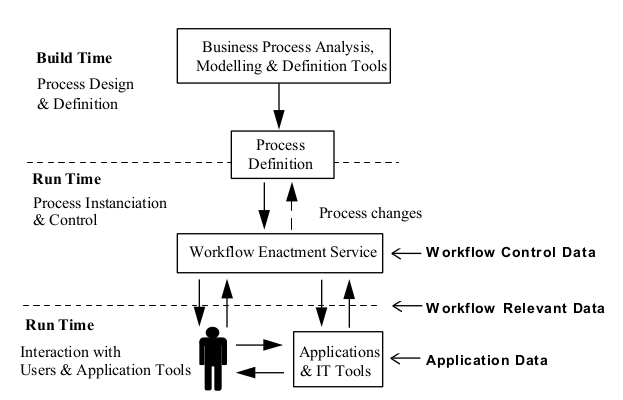 Business Process Analysis,
Modelling & Definition Tools
Build Time
Process Design
& Definition
Process
Definition
Run Time
Process Instanciation
& Control
Process changes
Workflow Enactment Service
Workflow Control Data
Workflow Relevant Data
Run Time
Interaction with
Users & Application Tools
Applications
& IT Tools
Application Data